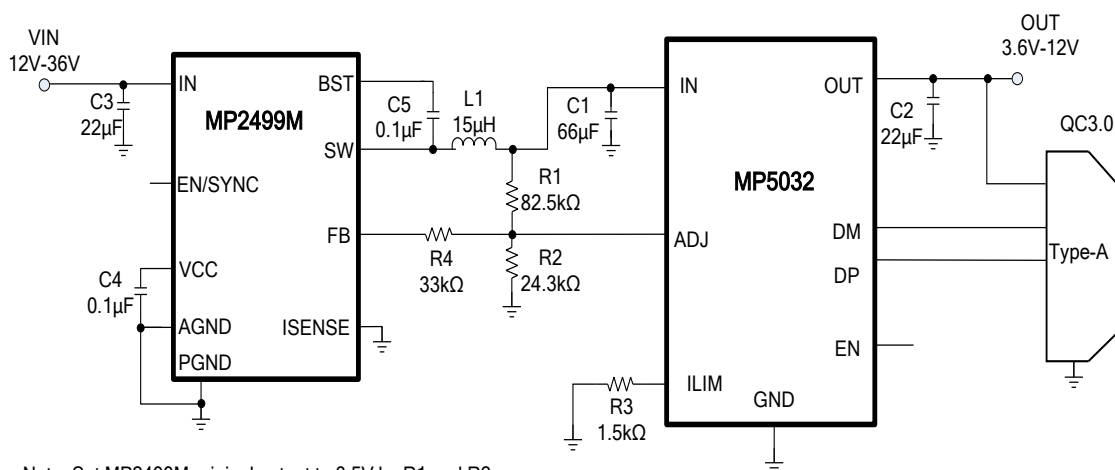 VIN
12V-36V
C3
22μF
IN
MP2499M
BST
SW
EN/SYNC
FB
VCC
C4
0.1μF
AGND
PGND
ISENSE
C5
0.1μF
L1
15μH
R1
82.5kΩ
R4
33kΩ
R2
24.3kΩ
C1
66μF
IN
MP5032
OUT
ADJ
DM
DP
EN
ILIM
GND
R3
1.5kΩ
OUT
3.6V-12V
C2
22μF
QC3.0
Type-A